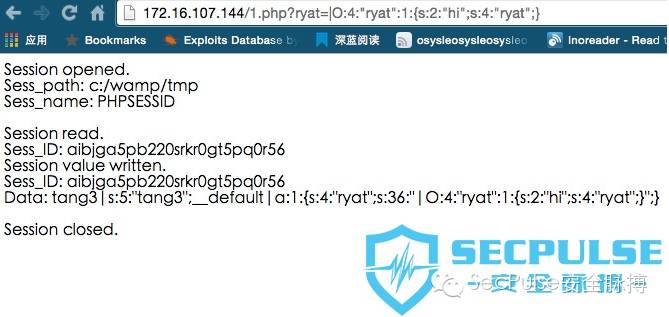 172.16.107.144/1.php?ryat=|O:4:"ryat":1:{s:2:"hi";s:4:"ryat";}
应用 Exploits Database by 深蓝阅读 osysleosysleosysleo Inoreader - Read t
Session opened.
Sess_path: c:/wamp/tmp
Sess_name: PHPSESSID
Session read.
Sess_ID: aibjga5pb220srkr0gt5pq0r56
Session value written.
Sess_ID: aibjga5pb220srkr0gt5pq0r56
Data: tang3|s:5:"tang3";__default|a:1:{s:4:"ryat";s:36:"|O:4:"ryat":1:{s:2:"hi";s:4:"ryat";}";}
Session closed.
SECPULSE
SecPulse安全脉搏